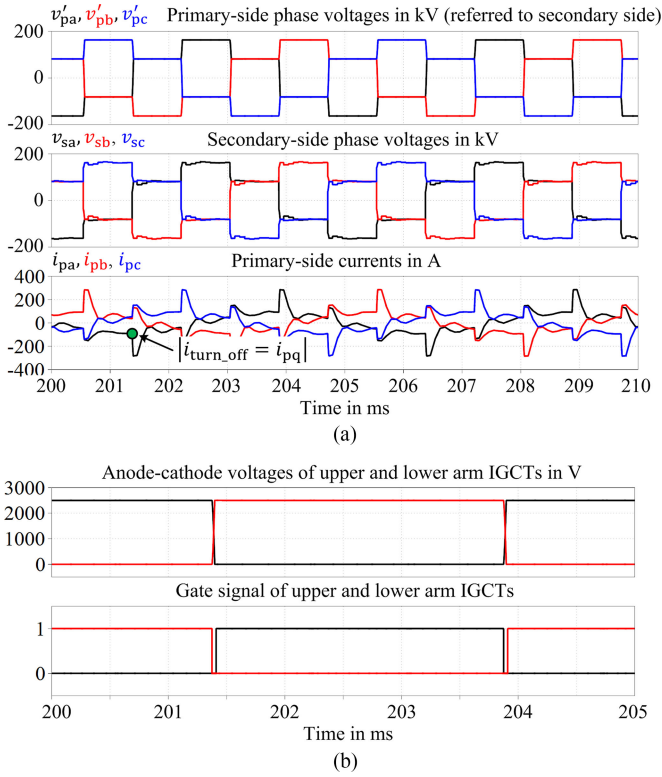 v′pa, v′pb, v′pc Primary-side phase voltages in kV (referred to secondary side)
200
0
-200
vsa, vsb, vsc Secondary-side phase voltages in kV
200
0
-200
ipa, ipb, ipc Primary-side currents in A
400
200
0
-200
-400
|iturn_off = ipq|
200 201 202 203 204 205 206 207 208 209 210
Time in ms
(a)
Anode-cathode voltages of upper and lower arm IGCTs in V
3000
2000
1000
0
Gate signal of upper and lower arm IGCTs
1
0
200 201 202 203 204 205
Time in ms
(b)